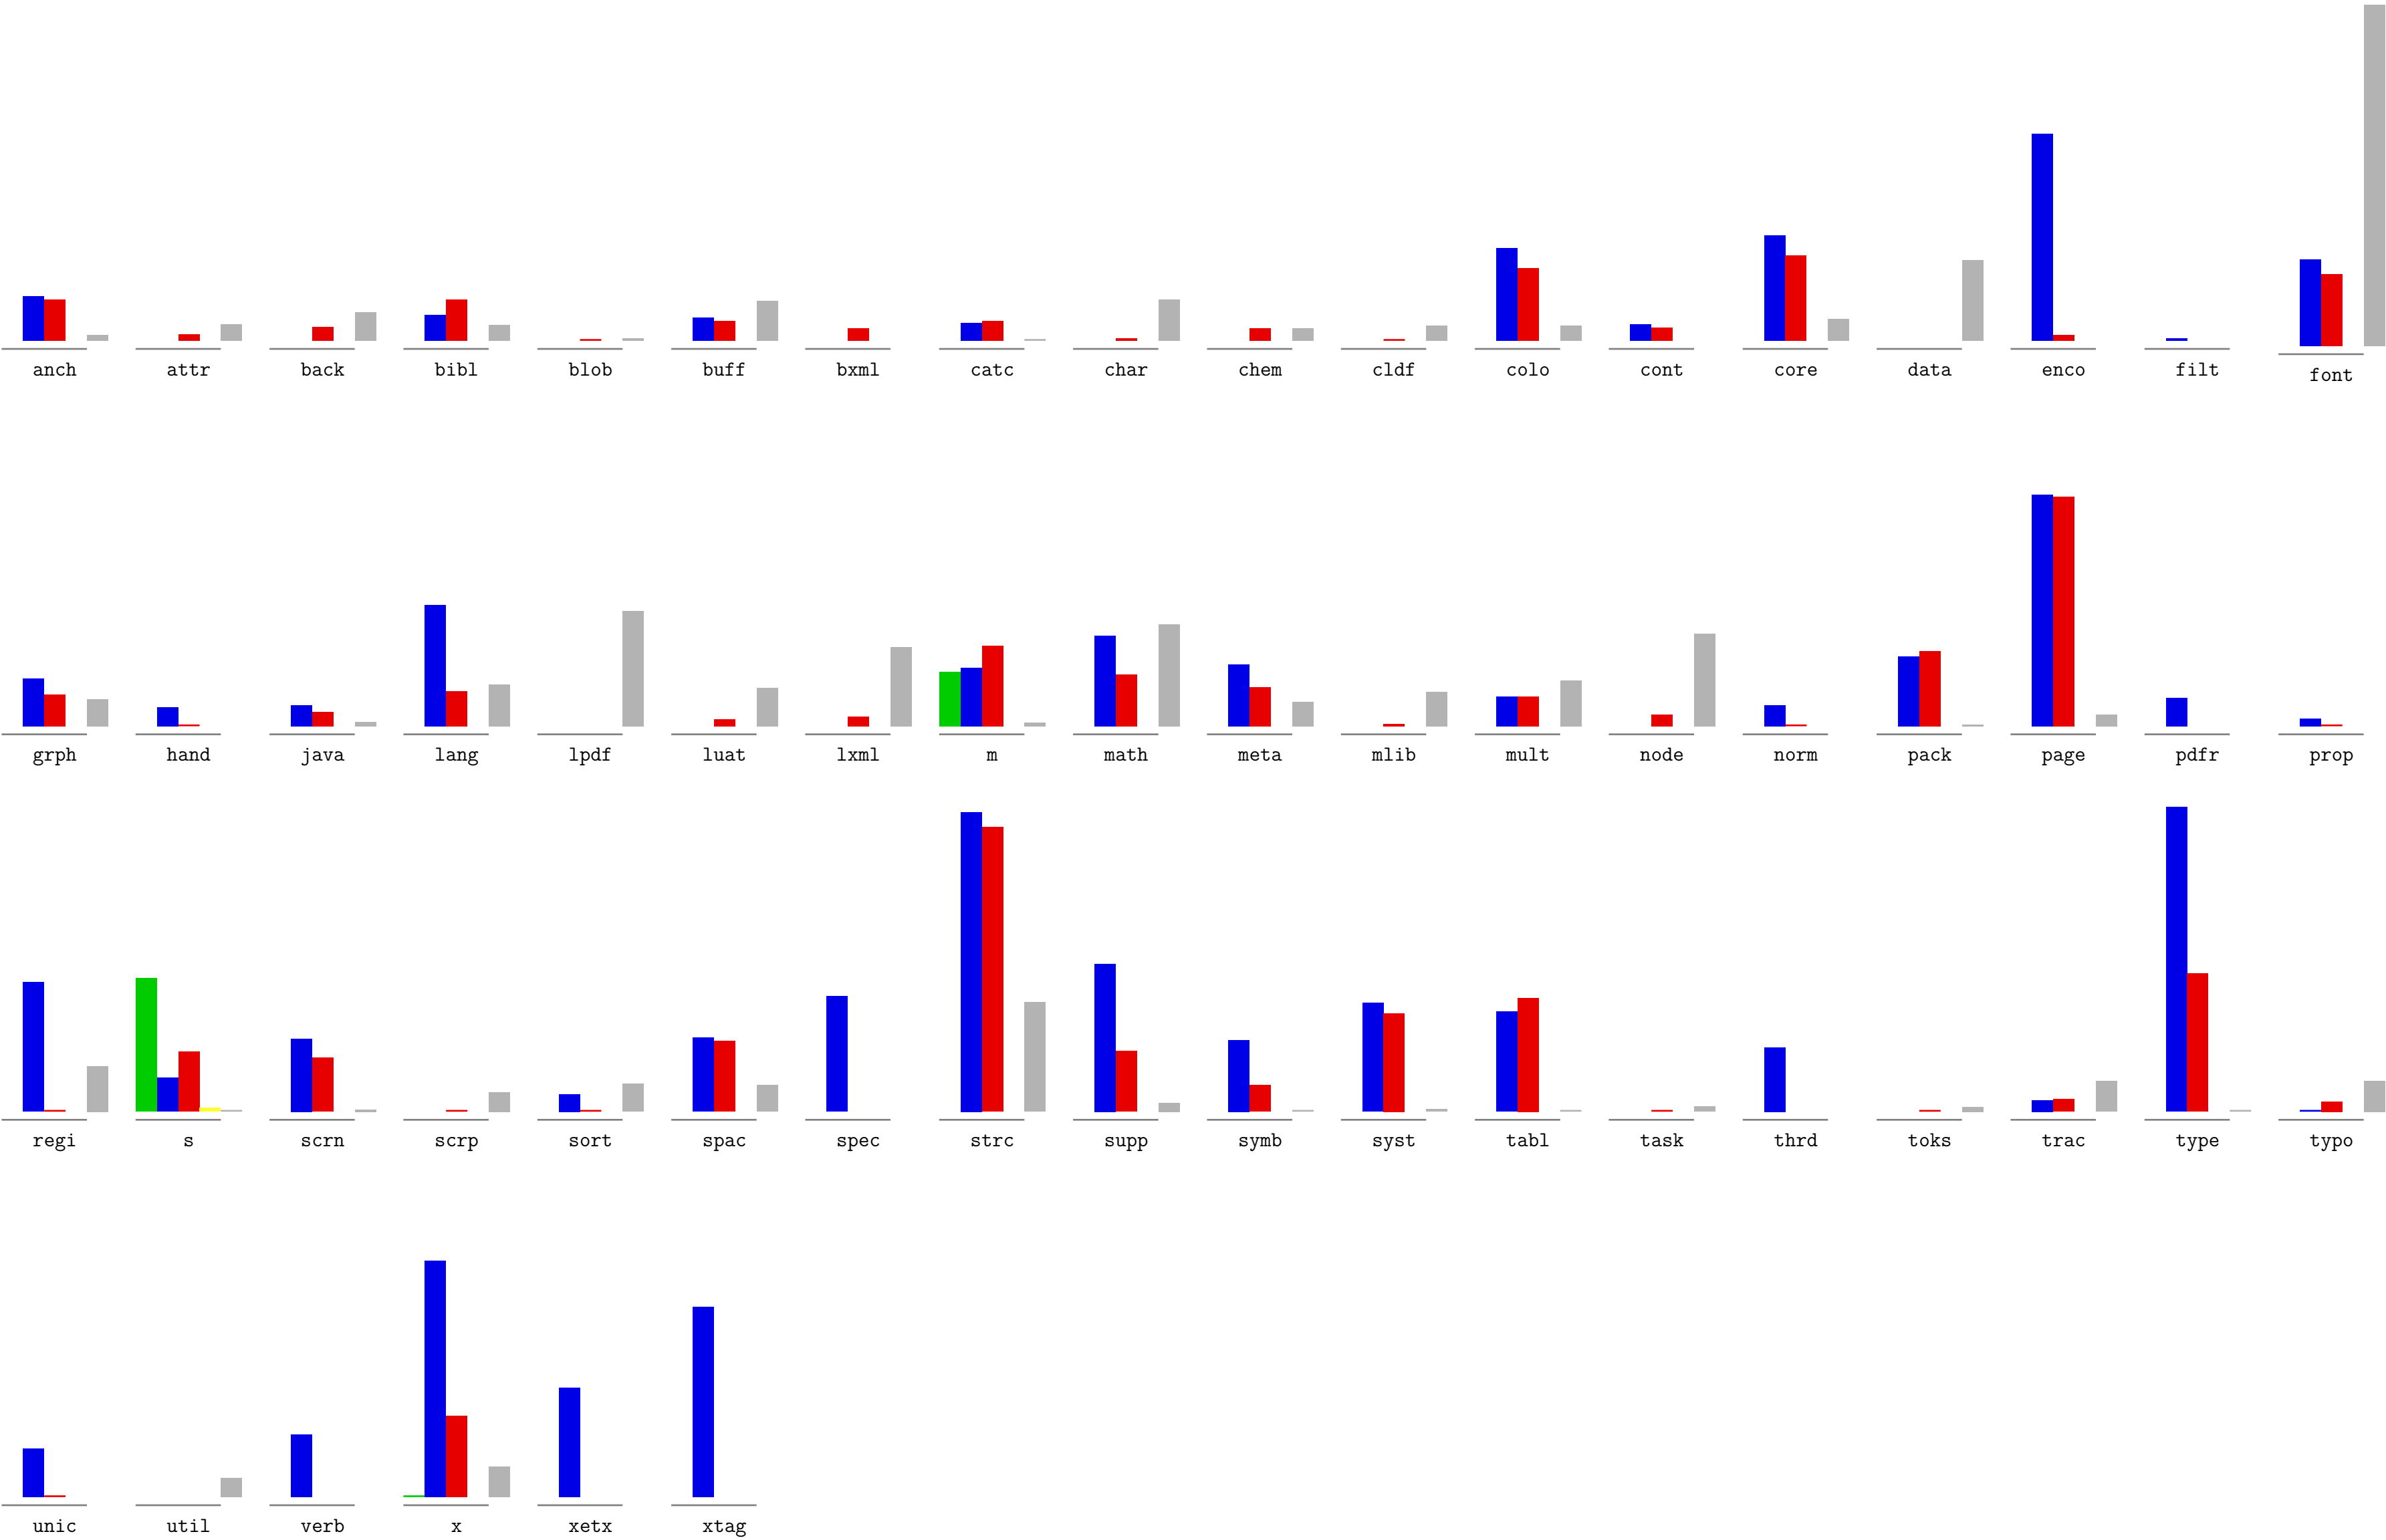 anch attr back bibl blob buff bxml catc char chem cldf colo cont core data enco filt font
grph hand java lang lpdf luat lxml m math meta mlib mult node norm pack page pdfr prop
regi s scrn scrp sort spac spec strc supp symb syst tabl task thrd toks trac type typo
unic util verb x xetx xtag